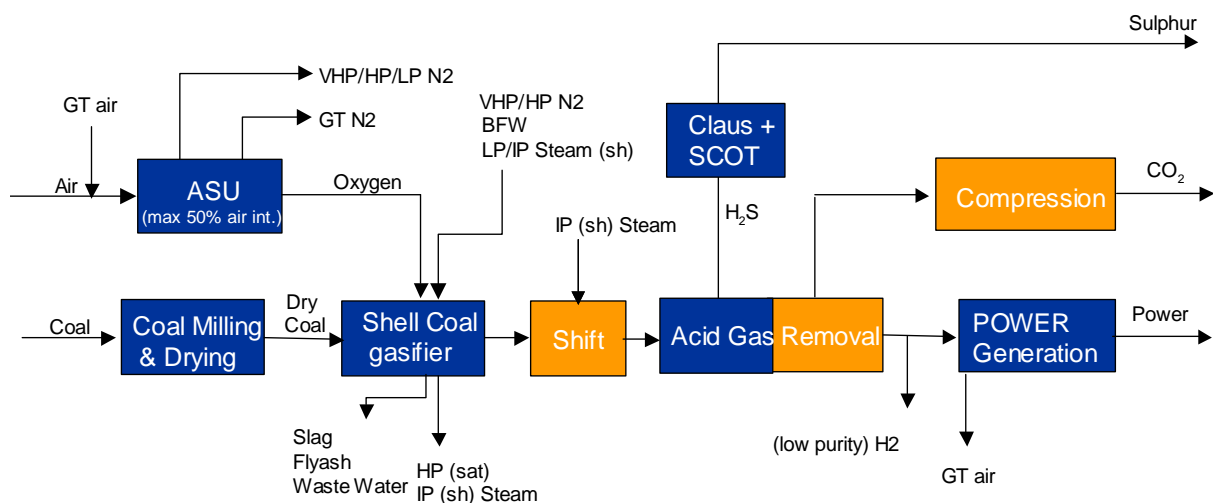 Sulphur
VHP/HP/LP N2
GT air
GT N2
VHP/HP N2
BFW
LP/IP Steam (sh)
Claus +
SCOT
Air
ASU
(max 50% air int.)
Oxygen
H₂S
Compression
CO₂
IP (sh) Steam
Coal
Coal Milling
& Drying
Dry
Coal
Shell Coal
gasifier
Shift
Acid Gas Removal
POWER
Generation
Power
Slag
Flyash
Waste Water
HP (sat)
IP (sh) Steam
(low purity) H2
GT air